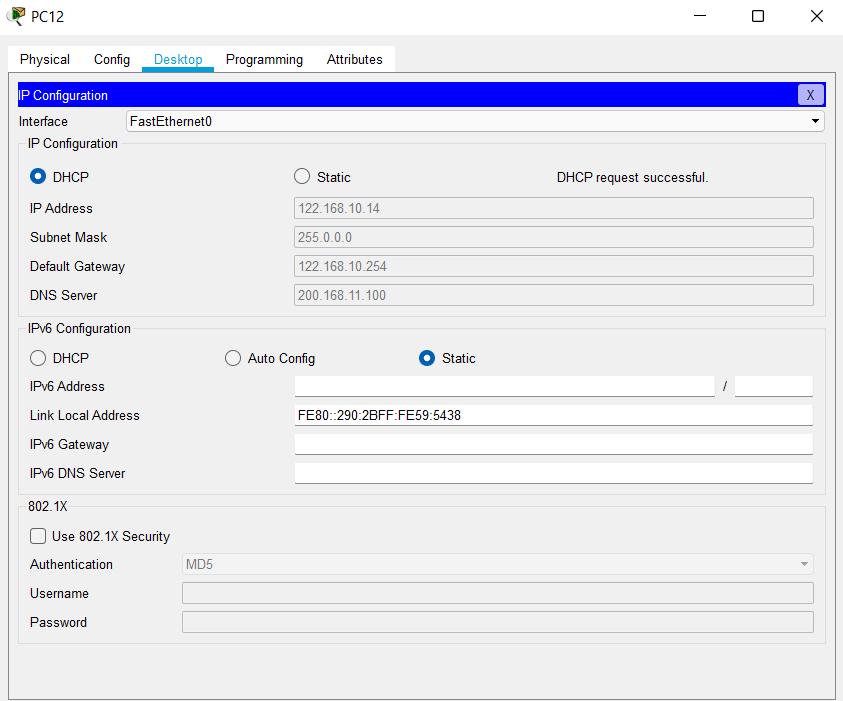 PC12
Physical Config Desktop Programming Attributes
IP Configuration X
Interface FastEthernet0
IP Configuration
DHCP Static DHCP request successful.
IP Address 122.168.10.14
Subnet Mask 255.0.0.0
Default Gateway 122.168.10.254
DNS Server 200.168.11.100
IPv6 Configuration
DHCP Auto Config Static
IPv6 Address /
Link Local Address FE80::290:2BFF:FE59:5438
IPv6 Gateway
IPv6 DNS Server
802.1X
Use 802.1X Security
Authentication MD5
Username
Password